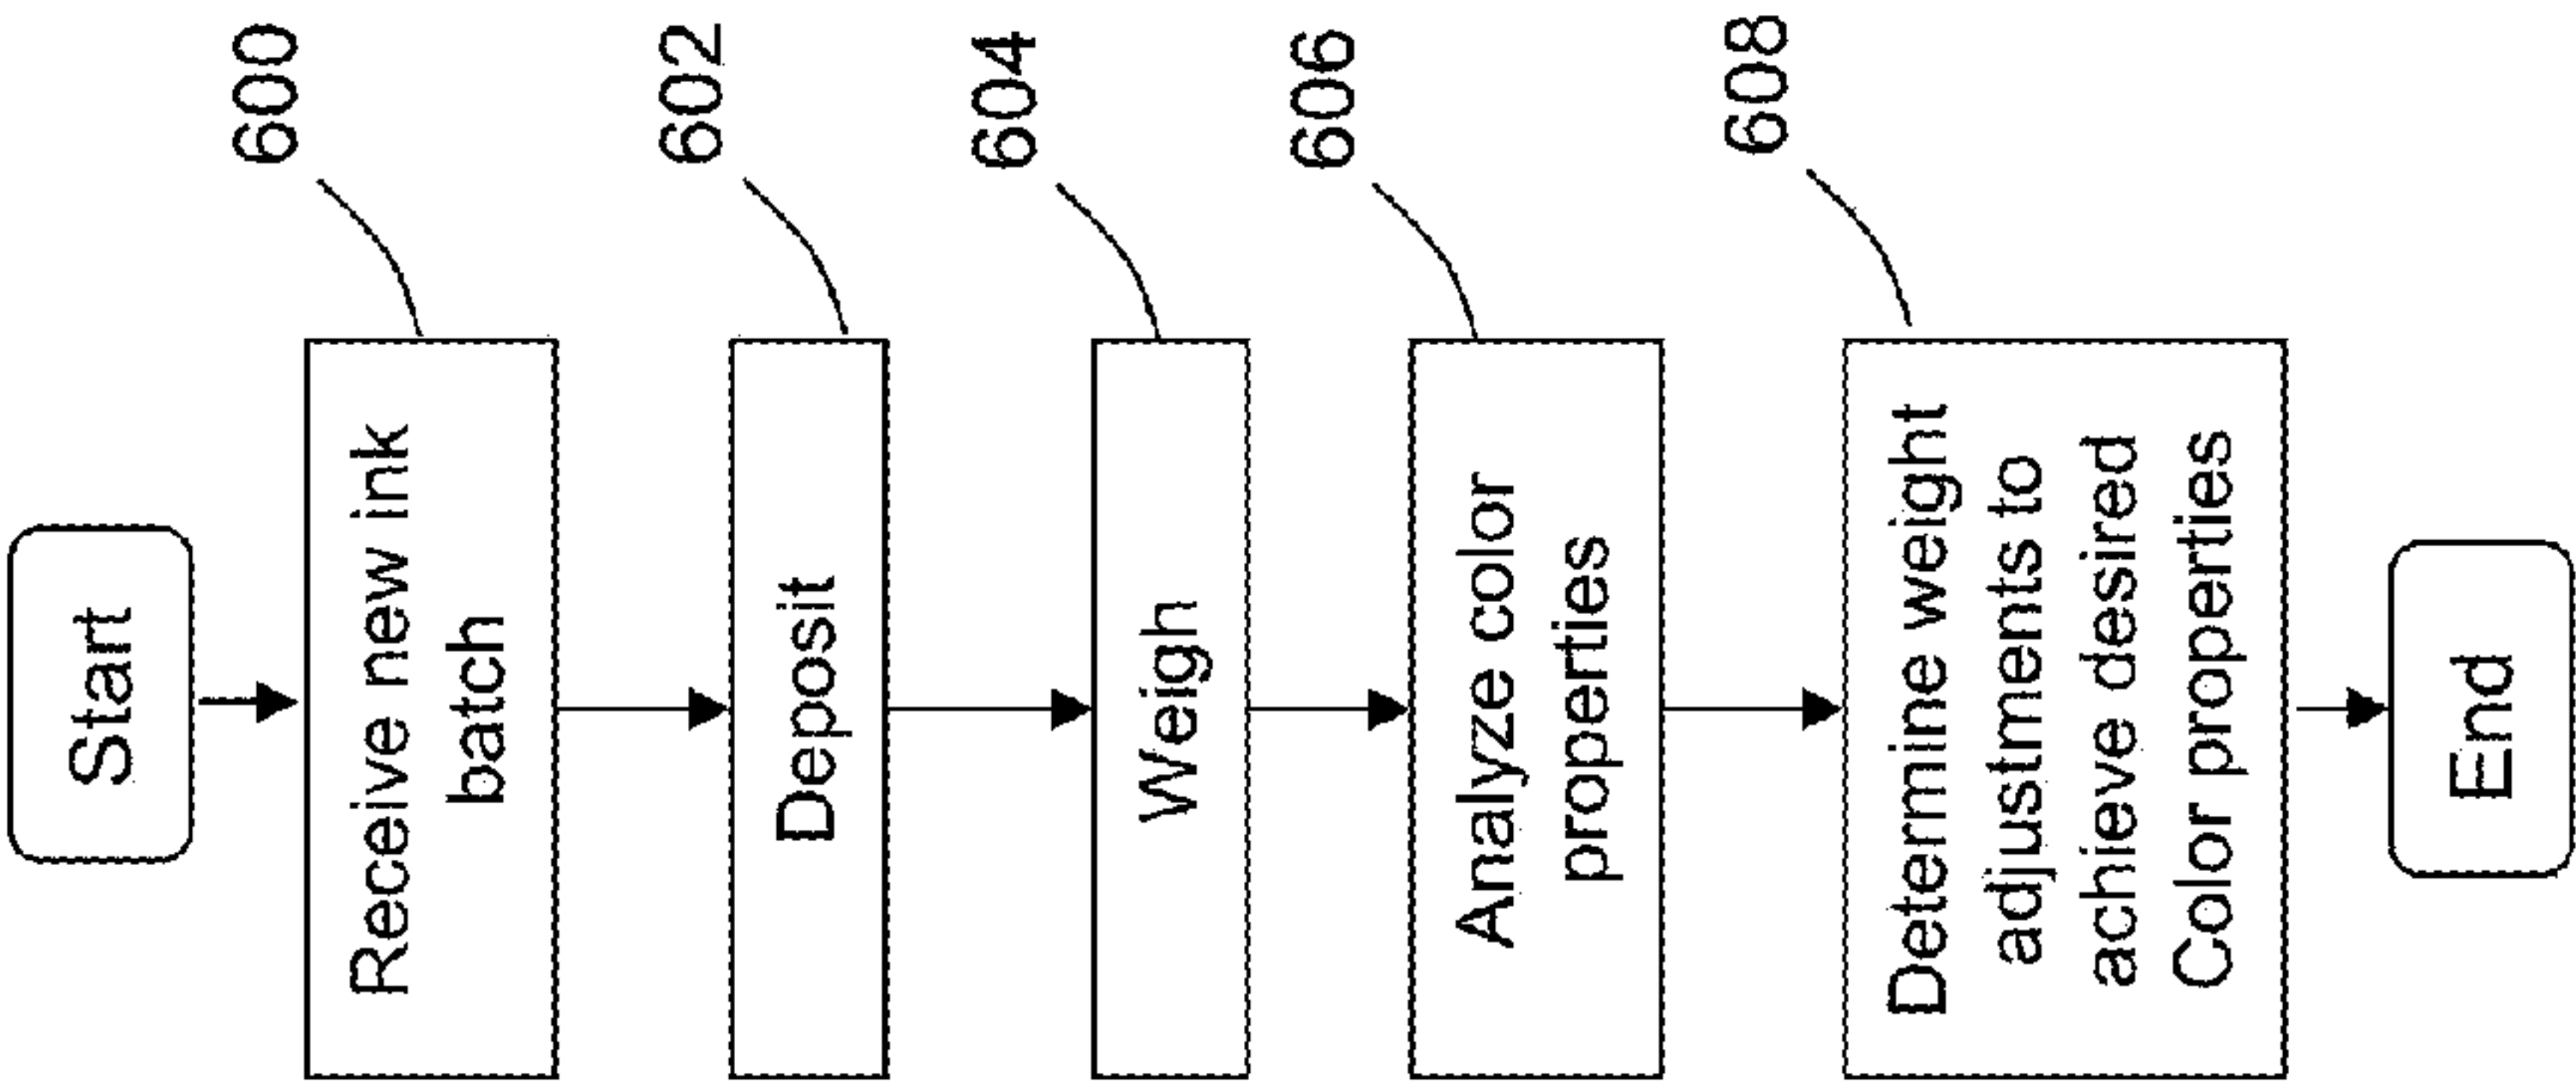 Start
600
Receive new ink
batch
602
Deposit
604
Weigh
606
Analyze color
properties
608
Determine weight
adjustments to
achieve desired
Color properties
End